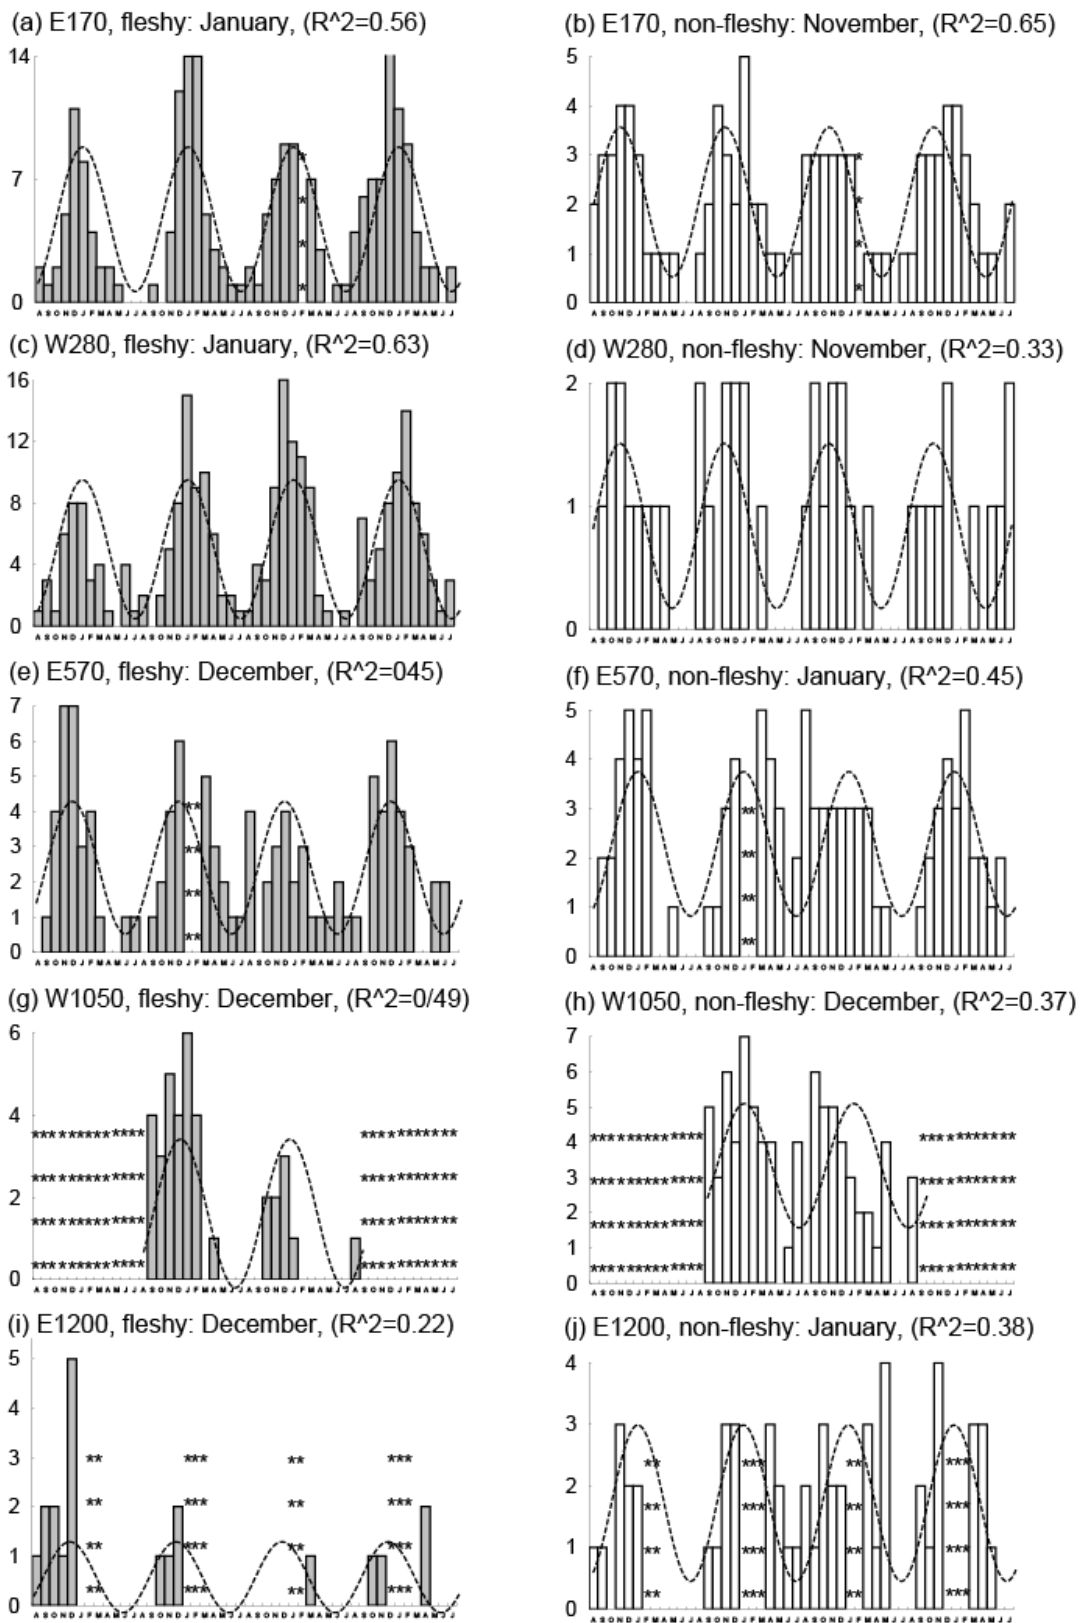 (a) E170, fleshy: January, (R^2=0.56)
14
7
0
A S O N D J F M A M J J A S O N D J F M A M J J A S O N D J F M A M J J A S O N D J F M A M J J
(b) E170, non-fleshy: November, (R^2=0.65)
5
4
3
2
1
0
A S O N D J F M A M J J A S O N D J F M A M J J A S O N D J F M A M J J A S O N D J F M A M J J
(c) W280, fleshy: January, (R^2=0.63)
16
12
8
4
0
A S O N D J F M A M J J A S O N D J F M A M J J A S O N D J F M A M J J A S O N D J F M A M J J
(d) W280, non-fleshy: November, (R^2=0.33)
2
1
0
A S O N D J F M A M J J A S O N D J F M A M J J A S O N D J F M A M J J A S O N D J F M A M J J
(e) E570, fleshy: December, (R^2=045)
7
6
5
4
3
2
1
0
A S O N D J F M A M J J A S O N D J F M A M J J A S O N D J F M A M J J A S O N D J F M A M J J
(f) E570, non-fleshy: January, (R^2=0.45)
5
4
3
2
1
0
A S O N D J F M A M J J A S O N D J F M A M J J A S O N D J F M A M J J A S O N D J F M A M J J
(g) W1050, fleshy: December, (R^2=0/49)
6
4
2
0
A S O N D J F M A M J J A S O N D J F M A M J J A S O N D J F M A M J J A S O N D J F M A M J J
(h) W1050, non-fleshy: December, (R^2=0.37)
7
6
5
4
3
2
1
0
A S O N D J F M A M J J A S O N D J F M A M J J A S O N D J F M A M J J A S O N D J F M A M J J
(i) E1200, fleshy: December, (R^2=0.22)
5
4
3
2
1
0
A S O N D J F M A M J J A S O N D J F M A M J J A S O N D J F M A M J J A S O N D J F M A M J J
(j) E1200, non-fleshy: January, (R^2=0.38)
4
3
2
1
0
A S O N D J F M A M J J A S O N D J F M A M J J A S O N D J F M A M J J A S O N D J F M A M J J